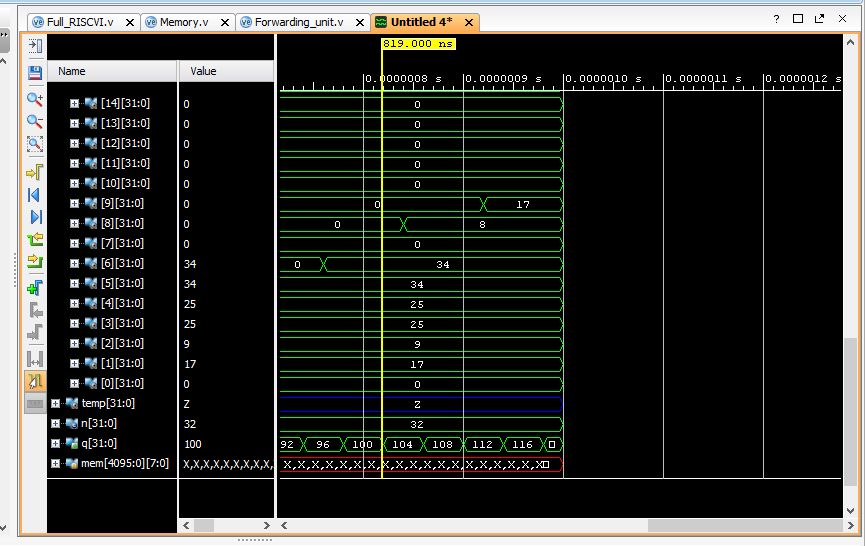 Full_RISCVI.v Memory.v Forwarding_unit.v Untitled 4*
819.000 ns
Name Value
0.0000008 s 0.0000009 s 0.0000010 s 0.0000011 s 0.0000012 s
[14][31:0] 0 0
[13][31:0] 0 0
[12][31:0] 0 0
[11][31:0] 0 0
[10][31:0] 0 0
[9][31:0] 0 0 17
[8][31:0] 0 0 8
[7][31:0] 0 0
[6][31:0] 34 0 34
[5][31:0] 34 34
[4][31:0] 25 25
[3][31:0] 25 25
[2][31:0] 9 9
[1][31:0] 17 17
[0][31:0] 0 0
temp[31:0] Z Z
n[31:0] 32 32
q[31:0] 100 92 96 100 104 108 112 116
mem[4095:0][7:0] X,X,X,X,X,X,X,X,X, X,X,X,X,X,X,X,X,X,X,X,X,X,X,X,X,X,X,X